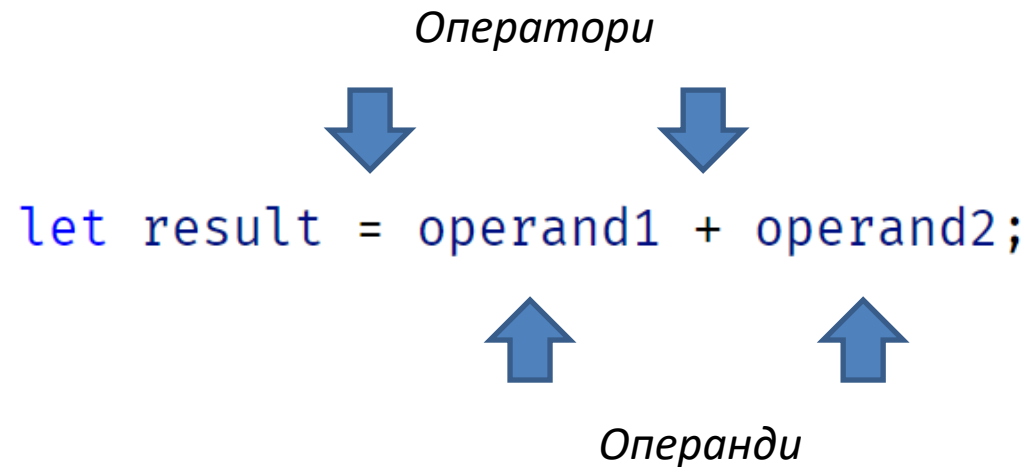 Оператори
let result = operand1 + operand2;
Операнди